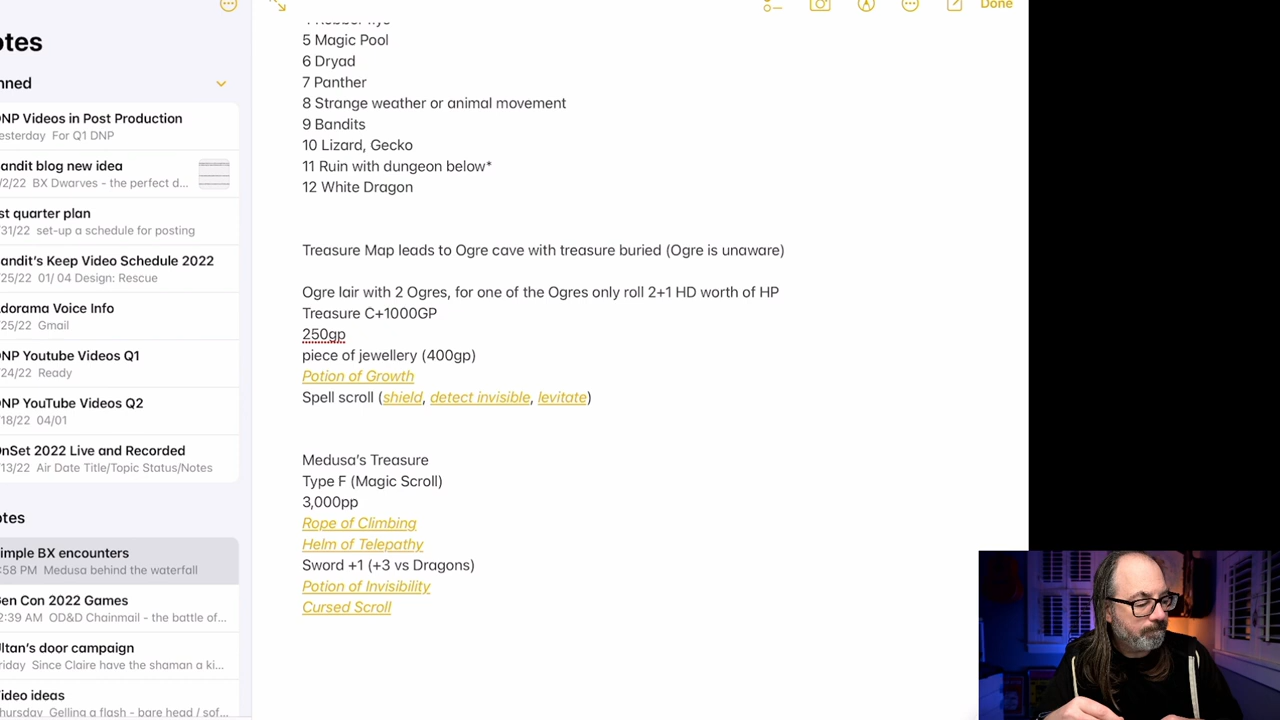 otes
nned
DNP Videos in Post Production
esterday For Q1 DNP
andit blog new idea
/2/22 BX Dwarves - the perfect d...
st quarter plan
/31/22 set-up a schedule for posting
andit's Keep Video Schedule 2022
/25/22 01/ 04 Design: Rescue
dorama Voice Info
/25/22 Gmail
DNP Youtube Videos Q1
/24/22 Ready
DNP YouTube Videos Q2
/18/22 04/01
OnSet 2022 Live and Recorded
/13/22 Air Date Title/Topic Status/Notes
otes
imple BX encounters
:58 PM Medusa behind the waterfall
Gen Con 2022 Games
2:39 AM OD&D Chainmail - the battle of...
Ultan's door campaign
riday Since Claire have the shaman a ki...
Video ideas
hursday Gelling a flash - bare head / sof...
Done
5 Magic Pool
6 Dryad
7 Panther
8 Strange weather or animal movement
9 Bandits
10 Lizard, Gecko
11 Ruin with dungeon below*
12 White Dragon
Treasure Map leads to Ogre cave with treasure buried (Ogre is unaware)
Ogre lair with 2 Ogres, for one of the Ogres only roll 2+1 HD worth of HP
Treasure C+1000GP
250gp
piece of jewellery (400gp)
Potion of Growth
Spell scroll (shield, detect invisible, levitate)
Medusa's Treasure
Type F (Magic Scroll)
3,000pp
Rope of Climbing
Helm of Telepathy
Sword +1 (+3 vs Dragons)
Potion of Invisibility
Cursed Scroll